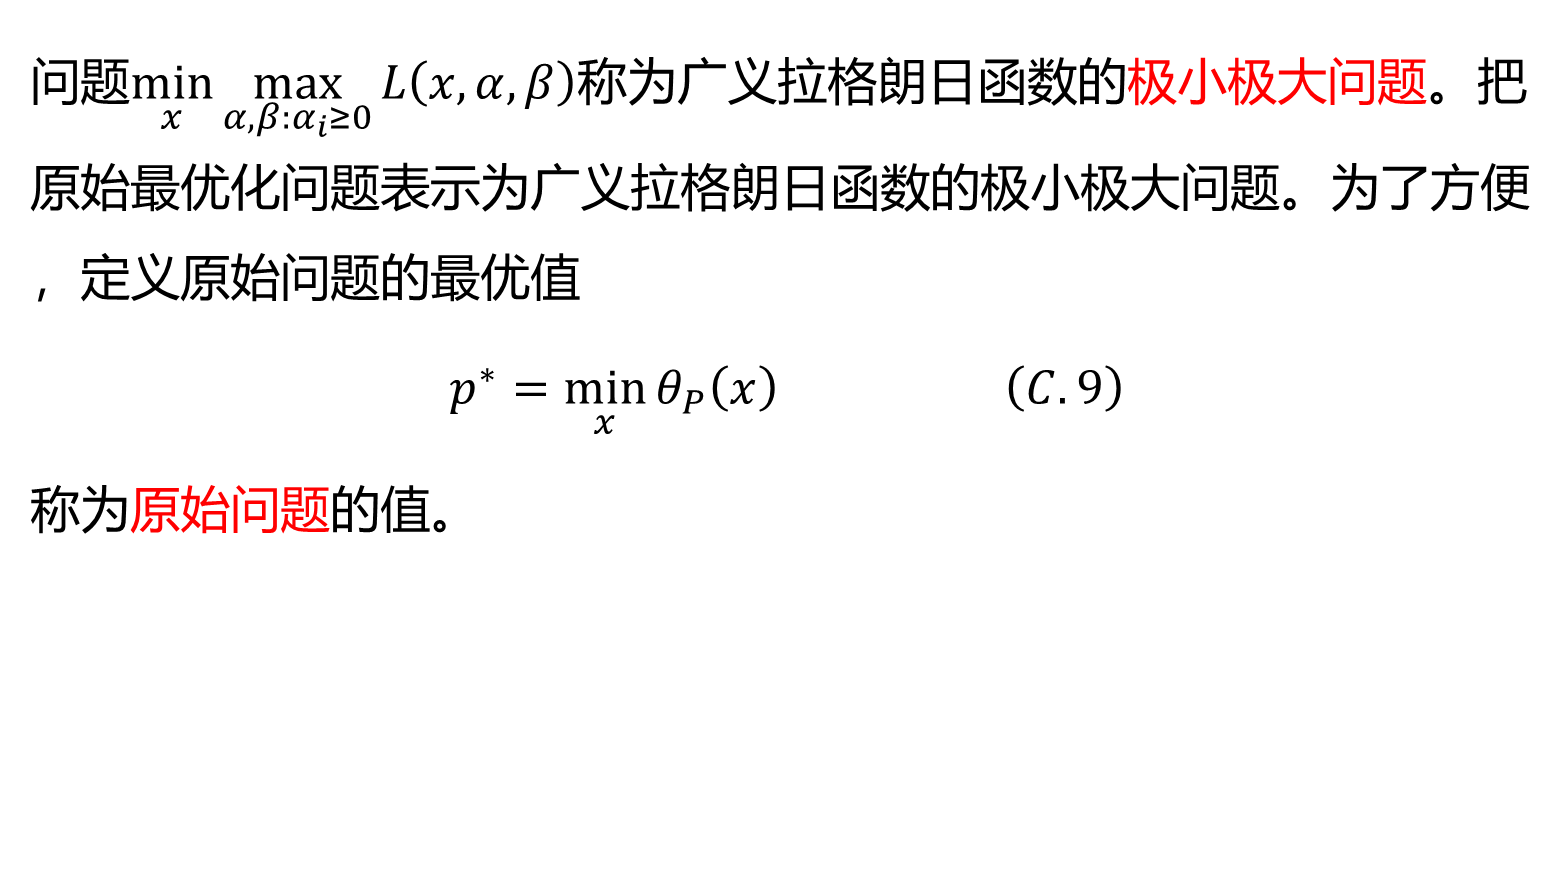 问题min max L(x, α, β)称为广义拉格朗日函数的极小极大问题。把
x α,β:αᵢ≥0
原始最优化问题表示为广义拉格朗日函数的极小极大问题。为了方便
，定义原始问题的最优值
p* = min θ_P(x) (C. 9)
x
称为原始问题的值。